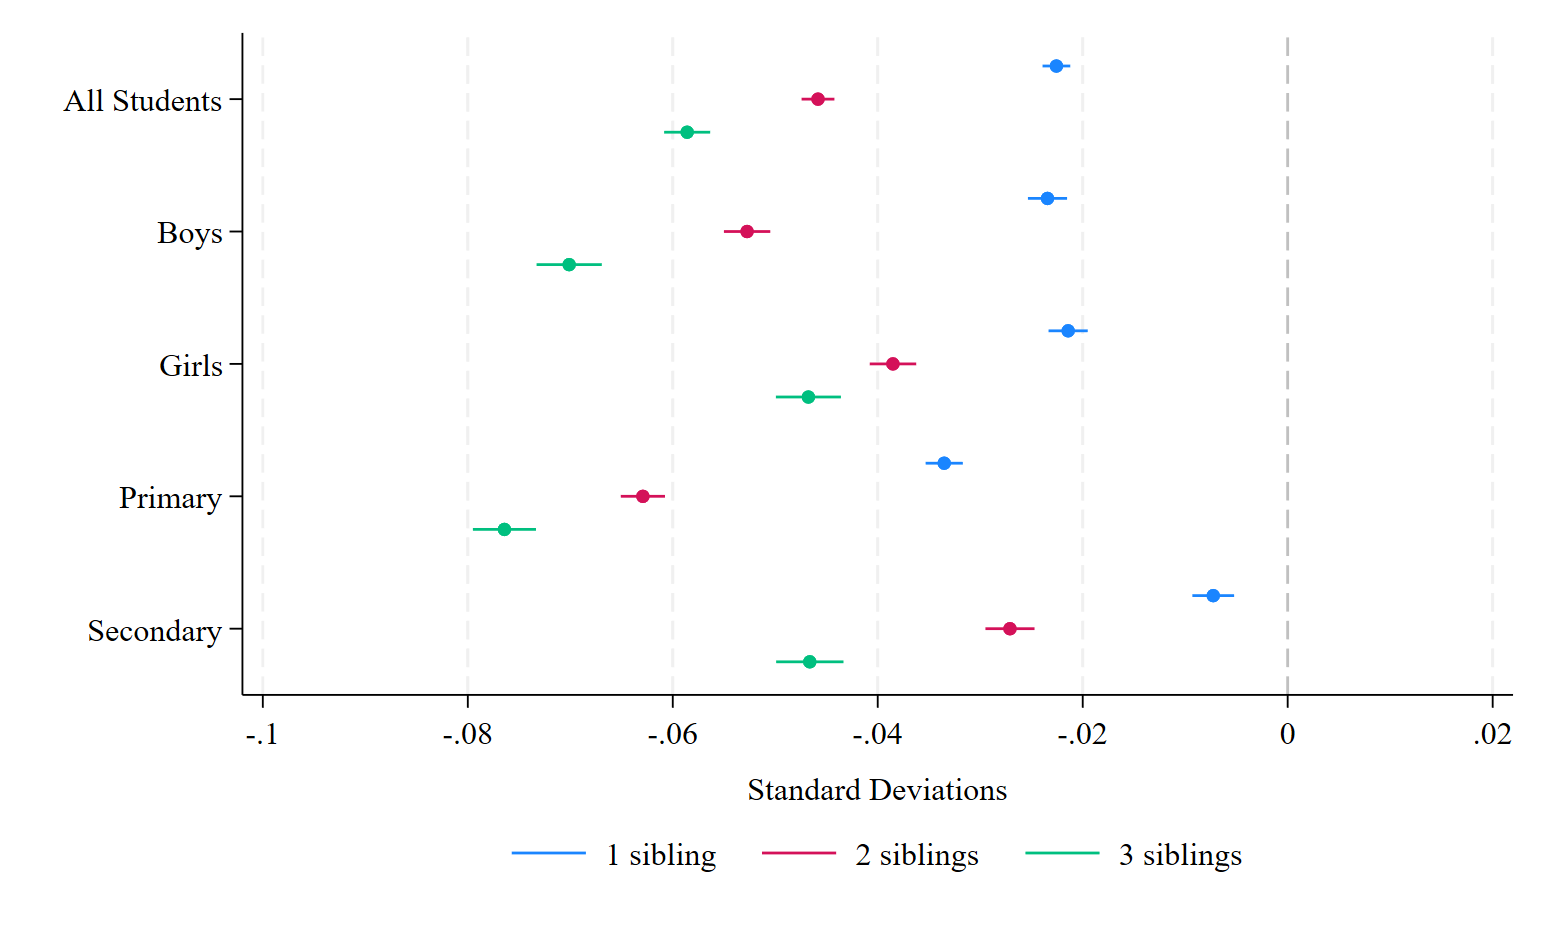 All Students
Boys
Girls
Primary
Secondary
-.1 -.08 -.06 -.04 -.02 0 .02
Standard Deviations
1 sibling 2 siblings 3 siblings